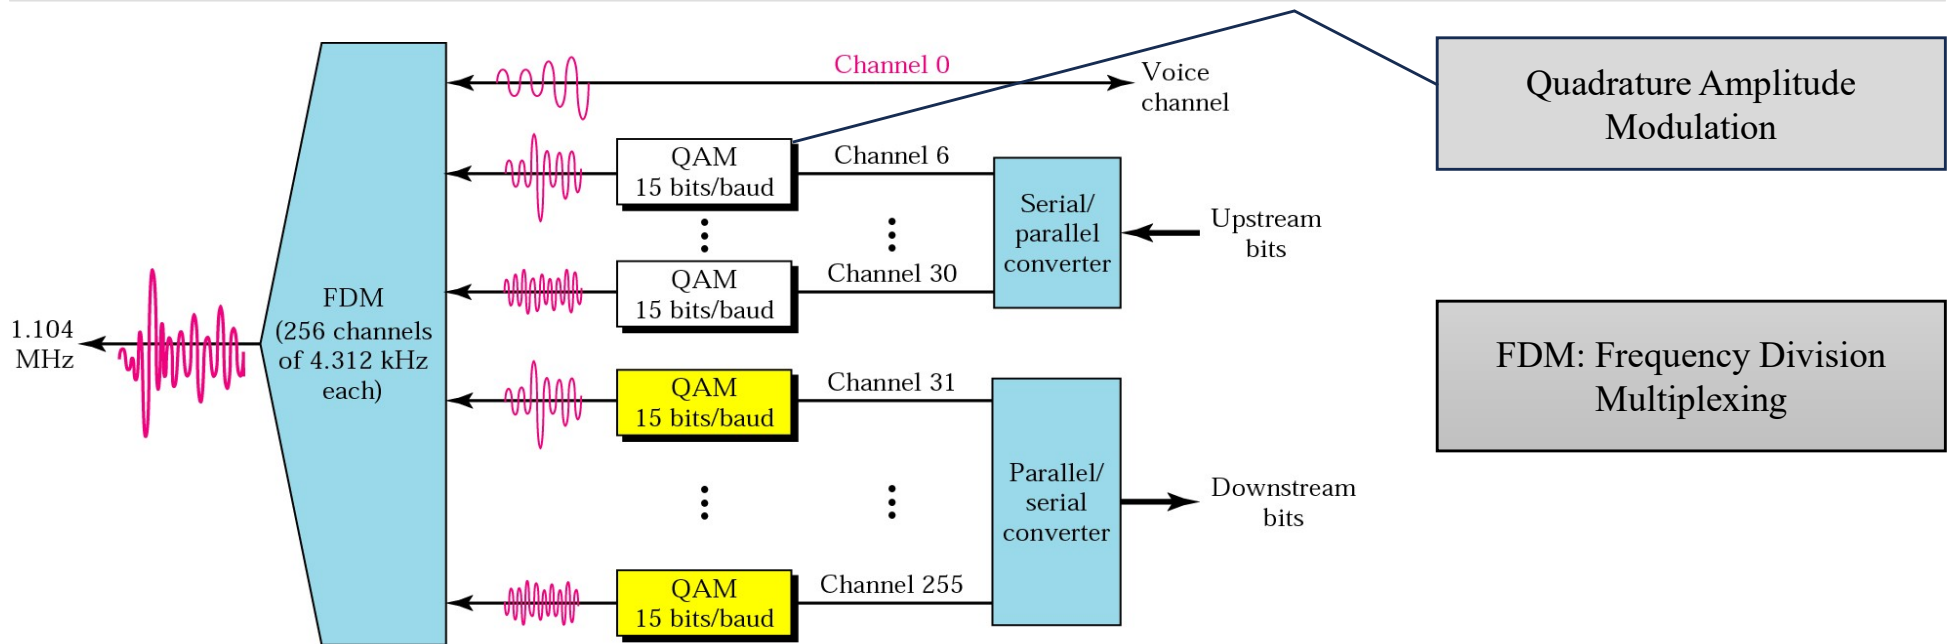 Channel 0
Voice
channel
Quadrature Amplitude
Modulation
QAM
15 bits/baud
Channel 6
Serial/
parallel
converter
Upstream
bits
QAM
15 bits/baud
Channel 30
1.104
MHz
FDM
(256 channels
of 4.312 kHz
each)
FDM: Frequency Division
Multiplexing
QAM
15 bits/baud
Channel 31
Parallel/
serial
converter
Downstream
bits
QAM
15 bits/baud
Channel 255